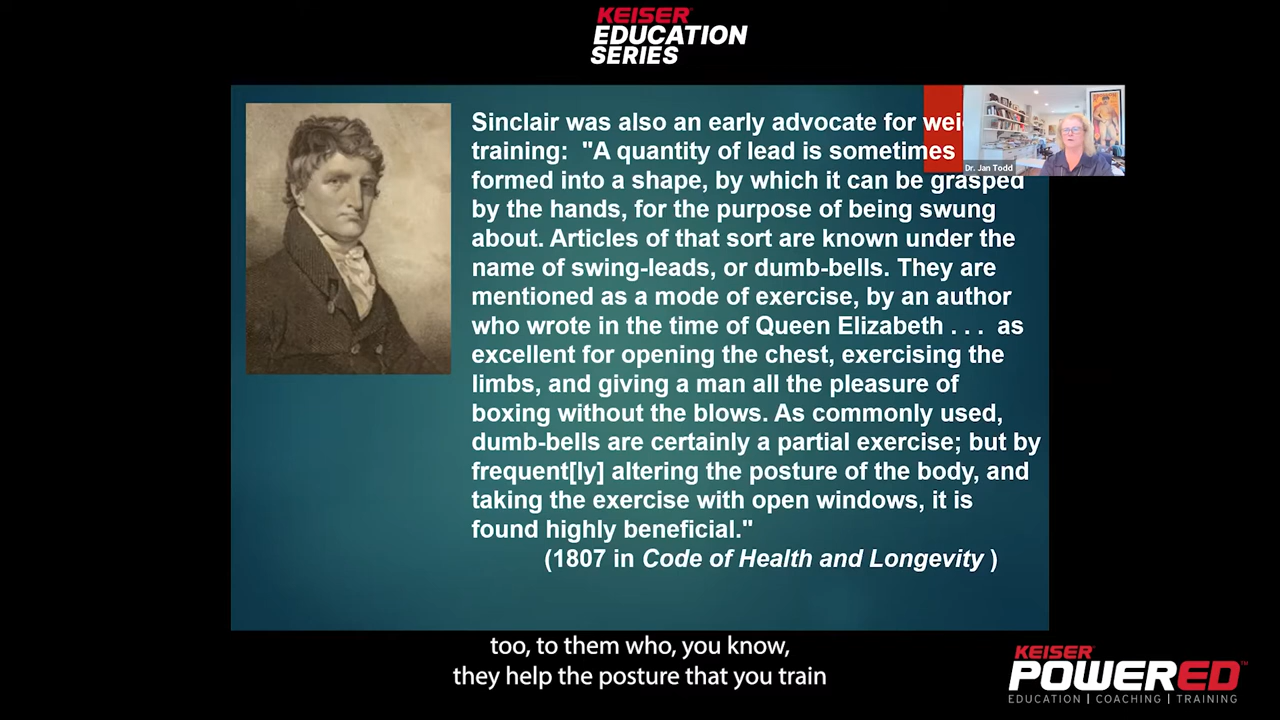 KEISER
EDUCATION
SERIES
Sinclair was also an early advocate for
training: "A quantity of lead is sometimes
formed into a shape, by which it can be grasped
by the hands, for the purpose of being swung
about. Articles of that sort are known under the
name of swing-leads, or dumb-bells. They are
mentioned as a mode of exercise, by an author
who wrote in the time of Queen Elizabeth . . . as
excellent for opening the chest, exercising the
limbs, and giving a man all the pleasure of
boxing without the blows. As commonly used,
dumb-bells are certainly a partial exercise; but by
frequent[ly] altering the posture of the body, and
taking the exercise with open windows, it is
found highly beneficial."
(1807 in Code of Health and Longevity )
Dr. Jan Todd
too, to them who, you know,
they help the posture that you train
KEISER
POWERED™
EDUCATION | COACHING | TRAINING